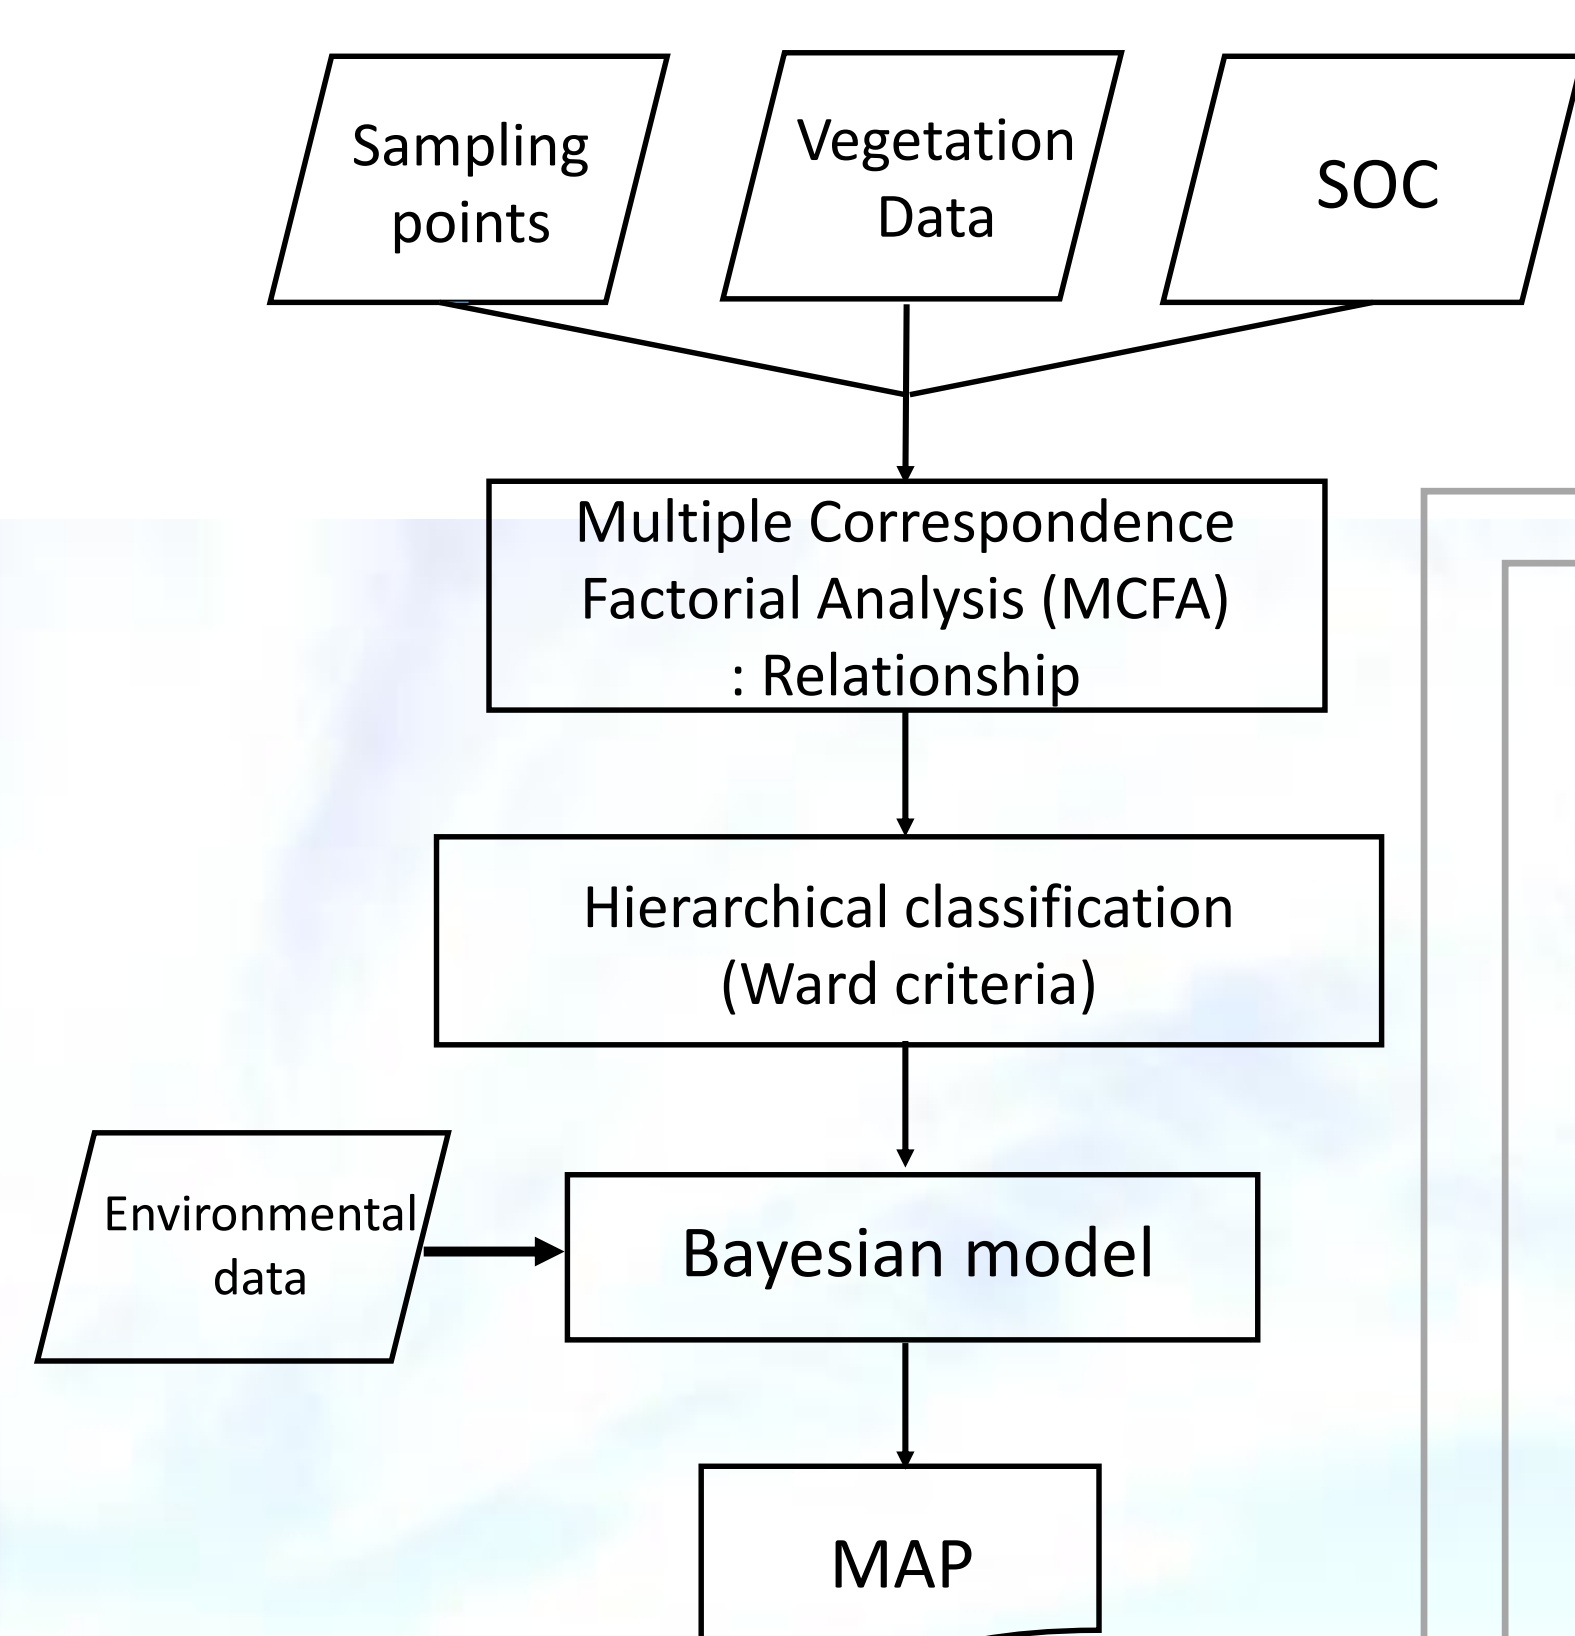 Sampling
points
Vegetation
Data
SOC
Multiple Correspondence
Factorial Analysis (MCFA)
: Relationship
Hierarchical classification
(Ward criteria)
Environmental
data
Bayesian model
MAP